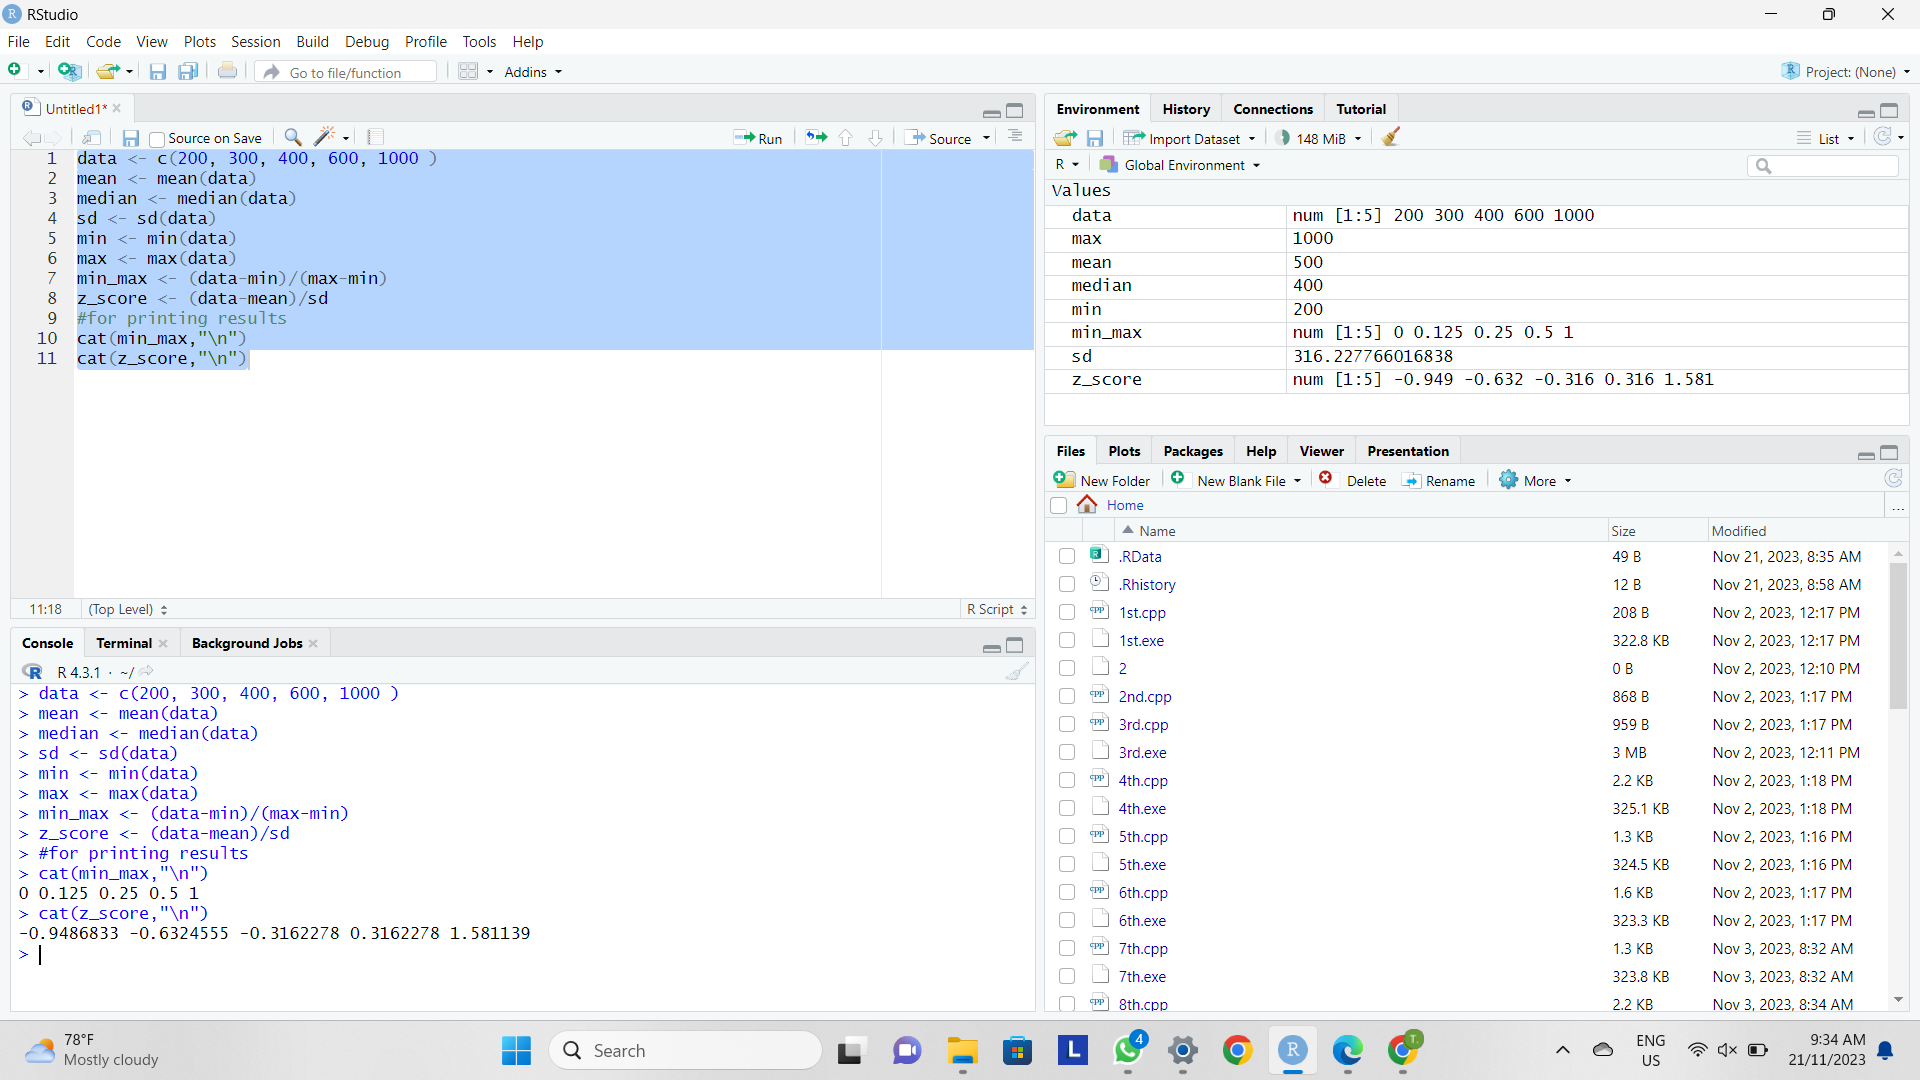 RStudio
File Edit Code View Plots Session Build Debug Profile Tools Help
Go to file/function Addins Project: (None)
Untitled1*
Source on Save Run Source
1 data <- c(200, 300, 400, 600, 1000 )
2 mean <- mean(data)
3 median <- median(data)
4 sd <- sd(data)
5 min <- min(data)
6 max <- max(data)
7 min_max <- (data-min)/(max-min)
8 z_score <- (data-mean)/sd
9 #for printing results
10 cat(min_max,"\n")
11 cat(z_score,"\n")
11:18 (Top Level) R Script
Console Terminal Background Jobs
R 4.3.1 · ~/
> data <- c(200, 300, 400, 600, 1000 )
> mean <- mean(data)
> median <- median(data)
> sd <- sd(data)
> min <- min(data)
> max <- max(data)
> min_max <- (data-min)/(max-min)
> z_score <- (data-mean)/sd
> #for printing results
> cat(min_max,"\n")
0 0.125 0.25 0.5 1
> cat(z_score,"\n")
-0.9486833 -0.6324555 -0.3162278 0.3162278 1.581139
>
Environment History Connections Tutorial
Import Dataset 148 MiB List
R Global Environment
Values
data num [1:5] 200 300 400 600 1000
max 1000
mean 500
median 400
min 200
min_max num [1:5] 0 0.125 0.25 0.5 1
sd 316.227766016838
z_score num [1:5] -0.949 -0.632 -0.316 0.316 1.581
Files Plots Packages Help Viewer Presentation
New Folder New Blank File Delete Rename More
Home ...
Name Size Modified
.RData 49 B Nov 21, 2023, 8:35 AM
.Rhistory 12 B Nov 21, 2023, 8:58 AM
1st.cpp 208 B Nov 2, 2023, 12:17 PM
1st.exe 322.8 KB Nov 2, 2023, 12:17 PM
2 0 B Nov 2, 2023, 12:10 PM
2nd.cpp 868 B Nov 2, 2023, 1:17 PM
3rd.cpp 959 B Nov 2, 2023, 1:17 PM
3rd.exe 3 MB Nov 2, 2023, 12:11 PM
4th.cpp 2.2 KB Nov 2, 2023, 1:18 PM
4th.exe 325.1 KB Nov 2, 2023, 1:18 PM
5th.cpp 1.3 KB Nov 2, 2023, 1:16 PM
5th.exe 324.5 KB Nov 2, 2023, 1:16 PM
6th.cpp 1.6 KB Nov 2, 2023, 1:17 PM
6th.exe 323.3 KB Nov 2, 2023, 1:17 PM
7th.cpp 1.3 KB Nov 3, 2023, 8:32 AM
7th.exe 323.8 KB Nov 3, 2023, 8:32 AM
8th.cpp 2.2 KB Nov 3, 2023, 8:34 AM
78°F
Mostly cloudy
Search
L
4
R
T.
ENG
US
9:34 AM
21/11/2023